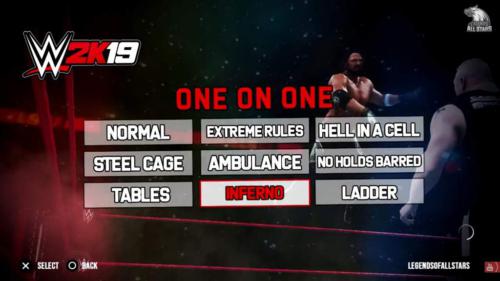 ALL STARS
W 2K19
ONE ON ONE
NORMAL
EXTREME RULES
HELL IN A CELL
STEEL CAGE
AMBULANCE
NO HOLDS BARRED
TABLES
INFERNO
LADDER
X SELECT O BACK
LEGENDSOFALLSTARS